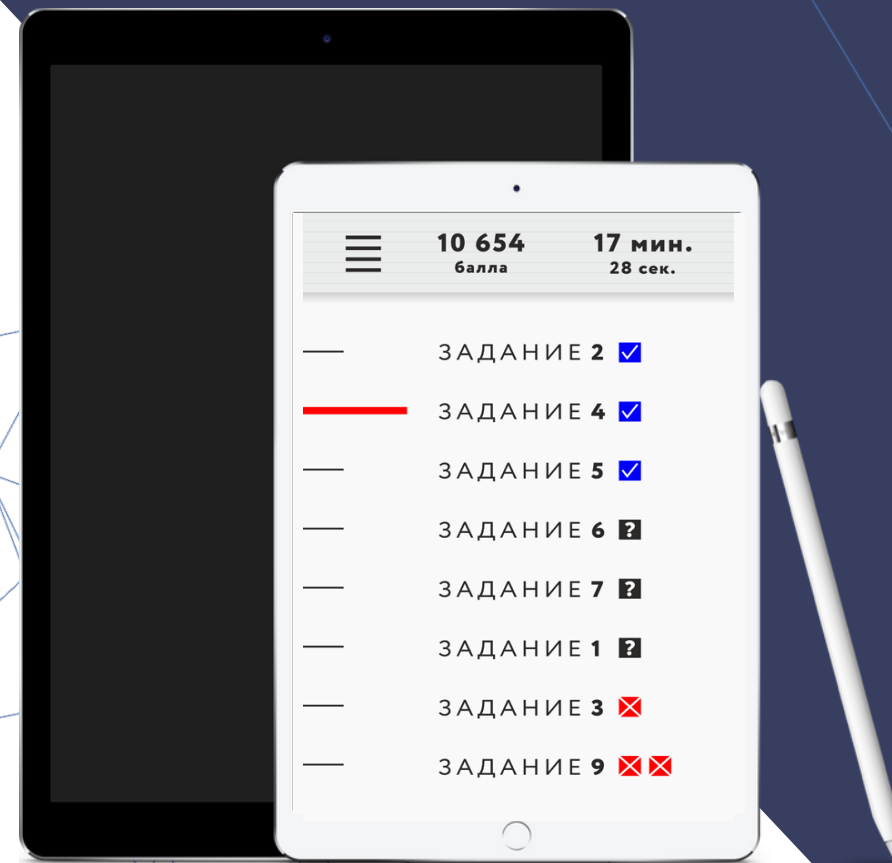 10 654 17 мин.
балла 28 сек.
ЗАДАНИЕ 2
ЗАДАНИЕ 4
ЗАДАНИЕ 5
ЗАДАНИЕ 6 ?
ЗАДАНИЕ 7 ?
ЗАДАНИЕ 1 ?
ЗАДАНИЕ 3
ЗАДАНИЕ 9